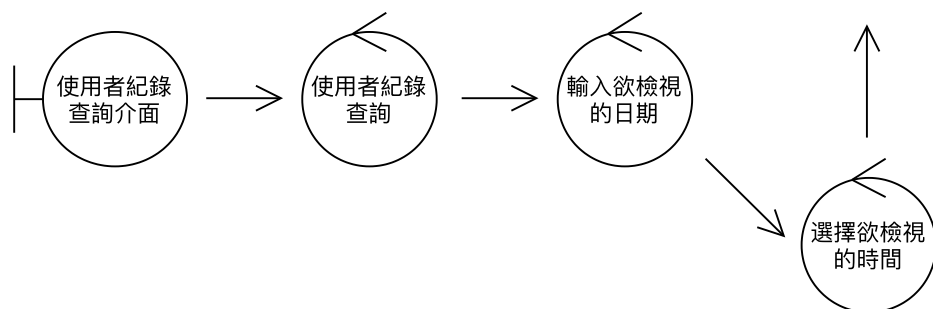 使用者紀錄
查詢介面
使用者紀錄
查詢
輸入欲檢視
的日期
選擇欲檢視
的時間